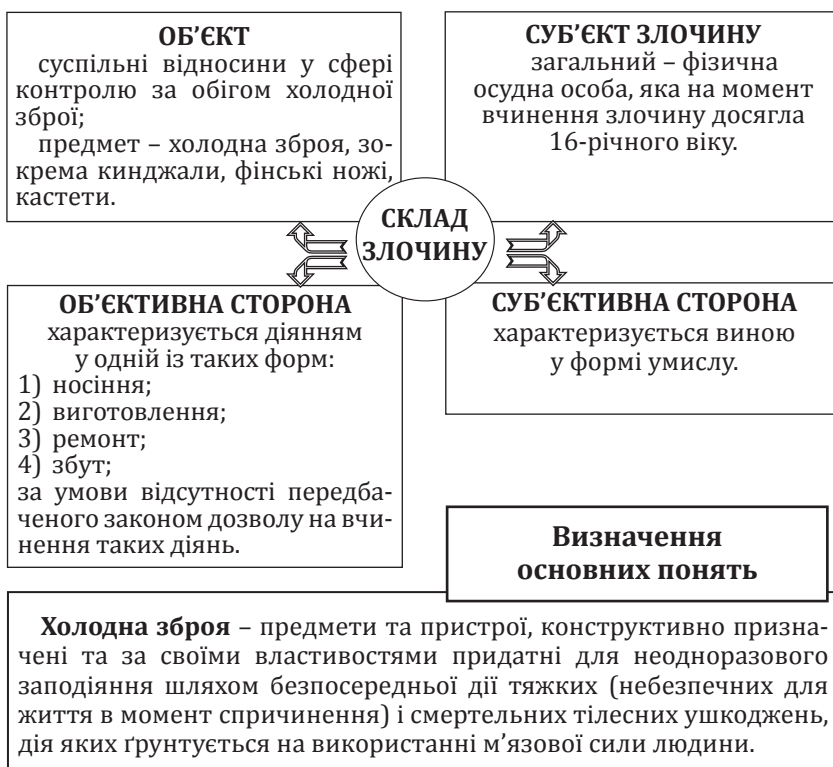 ОБ’ЄКТ
суспільні відносини у сфері
контролю за обігом холодної
зброї;
предмет – холодна зброя, зо-
крема кинджали, фінські ножі,
кастети.
СУБ’ЄКТ ЗЛОЧИНУ
загальний – фізична
осудна особа, яка на момент
вчинення злочину досягла
16-річного віку.
СКЛАД
ЗЛОЧИНУ
ОБ’ЄКТИВНА СТОРОНА
характеризується діянням
у одній із таких форм:
1) носіння;
2) виготовлення;
3) ремонт;
4) збут;
за умови відсутності передба-
ченого законом дозволу на вчи-
нення таких діянь.
СУБ’ЄКТИВНА СТОРОНА
характеризується виною
у формі умислу.
Визначення
основних понять
Холодна зброя – предмети та пристрої, конструктивно призна-
чені та за своїми властивостями придатні для неодноразового
заподіяння шляхом безпосередньої дії тяжких (небезпечних для
життя в момент спричинення) і смертельних тілесних ушкоджень,
дія яких ґрунтується на використанні м’язової сили людини.